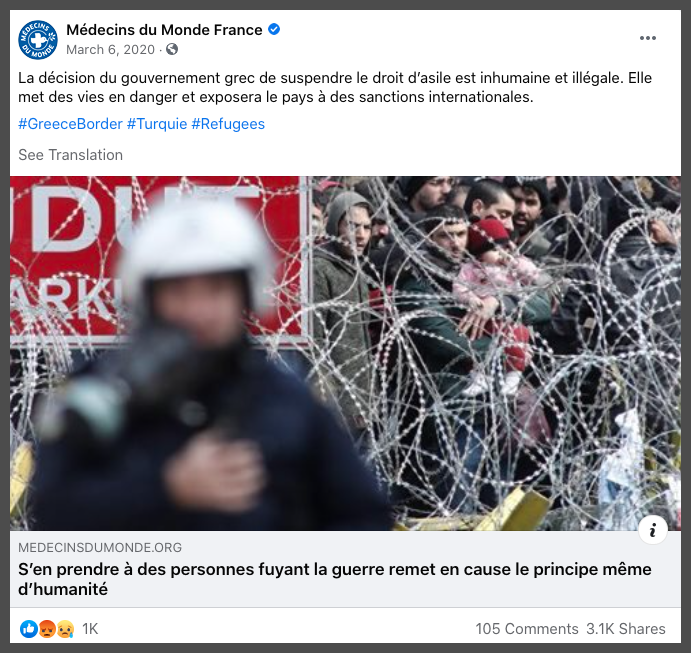 MÉDECINS
DU MONDE
Médecins du Monde France
March 6, 2020 ·
La décision du gouvernement grec de suspendre le droit d’asile est inhumaine et illégale. Elle
met des vies en danger et exposera le pays à des sanctions internationales.
#GreeceBorder #Turquie #Refugees
See Translation
MEDECINSDUMONDE.ORG
S’en prendre à des personnes fuyant la guerre remet en cause le principe même
d’humanité
1K
105 Comments 3.1K Shares